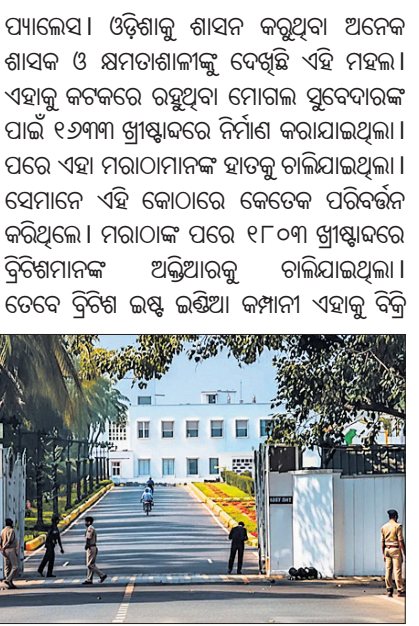 ପ୍ୟାଲେସ। ଓଡ଼ିଶାକୁ ଶାସନ କରୁଥିବା ଅନେକ
ଶାସକ ଓ କ୍ଷମତାଶାଳୀଙ୍କୁ ଦେଖିଛି ଏହି ମହଲ।
ଏହାକୁ କଟକରେ ରହୁଥିବା ମୋଗଲ ସୁବେଦାରଙ୍କ
ପାଇଁ ୧୬୩୩ ଖ୍ରୀଷ୍ଟାବ୍ଦରେ ନିର୍ମାଣ କରାଯାଇଥିଲା।
ପରେ ଏହା ମରାଠାମାନଙ୍କ ହାତକୁ ଚାଲିଯାଇଥିଲା।
ସେମାନେ ଏହି କୋଠାରେ କେତେକ ପରିବର୍ତ୍ତନ
କରିଥିଲେ। ମରାଠାଙ୍କ ପରେ ୧୮୦୩ ଖ୍ରୀଷ୍ଟାବ୍ଦରେ
ବ୍ରିଟିଶମାନଙ୍କ ଅକ୍ତିଆରକୁ ଚାଲିଯାଇଥିଲା।
ତେବେ ବ୍ରିଟିଶ ଇଷ୍ଟ ଇଣ୍ଡିଆ କମ୍ପାନୀ ଏହାକୁ ବିକ୍ରି